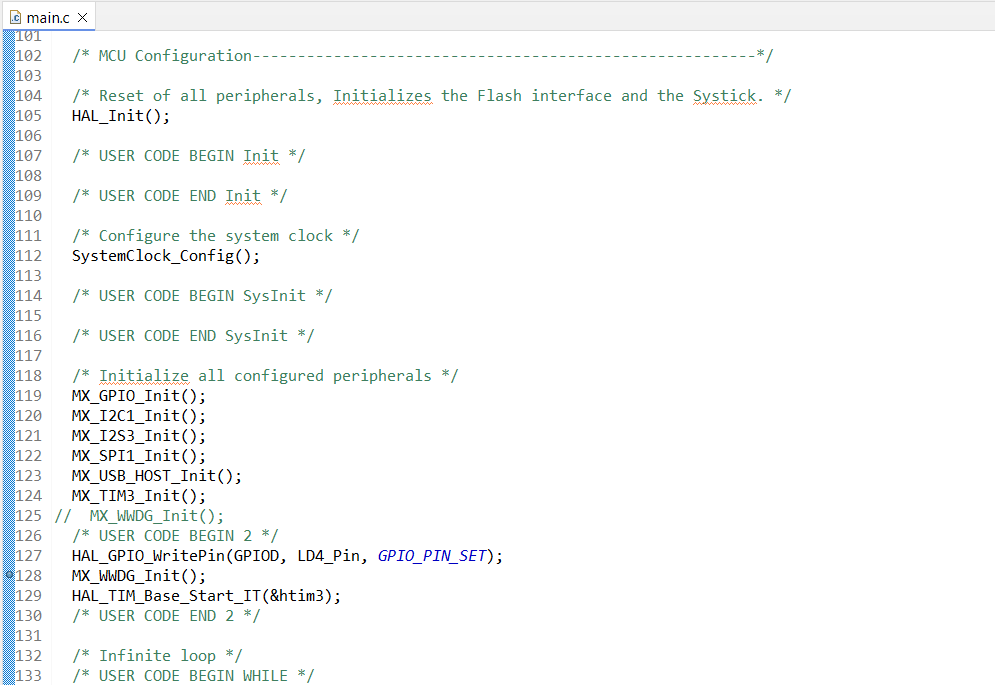 main.c
101
102 /* MCU Configuration--------------------------------------------------------*/
103
104 /* Reset of all peripherals, Initializes the Flash interface and the Systick. */
105 HAL_Init();
106
107 /* USER CODE BEGIN Init */
108
109 /* USER CODE END Init */
110
111 /* Configure the system clock */
112 SystemClock_Config();
113
114 /* USER CODE BEGIN SysInit */
115
116 /* USER CODE END SysInit */
117
118 /* Initialize all configured peripherals */
119 MX_GPIO_Init();
120 MX_I2C1_Init();
121 MX_I2S3_Init();
122 MX_SPI1_Init();
123 MX_USB_HOST_Init();
124 MX_TIM3_Init();
125 //  MX_WWDG_Init();
126 /* USER CODE BEGIN 2 */
127 HAL_GPIO_WritePin(GPIOD, LD4_Pin, GPIO_PIN_SET);
128 MX_WWDG_Init();
129 HAL_TIM_Base_Start_IT(&htim3);
130 /* USER CODE END 2 */
131
132 /* Infinite loop */
133 /* USER CODE BEGIN WHILE */